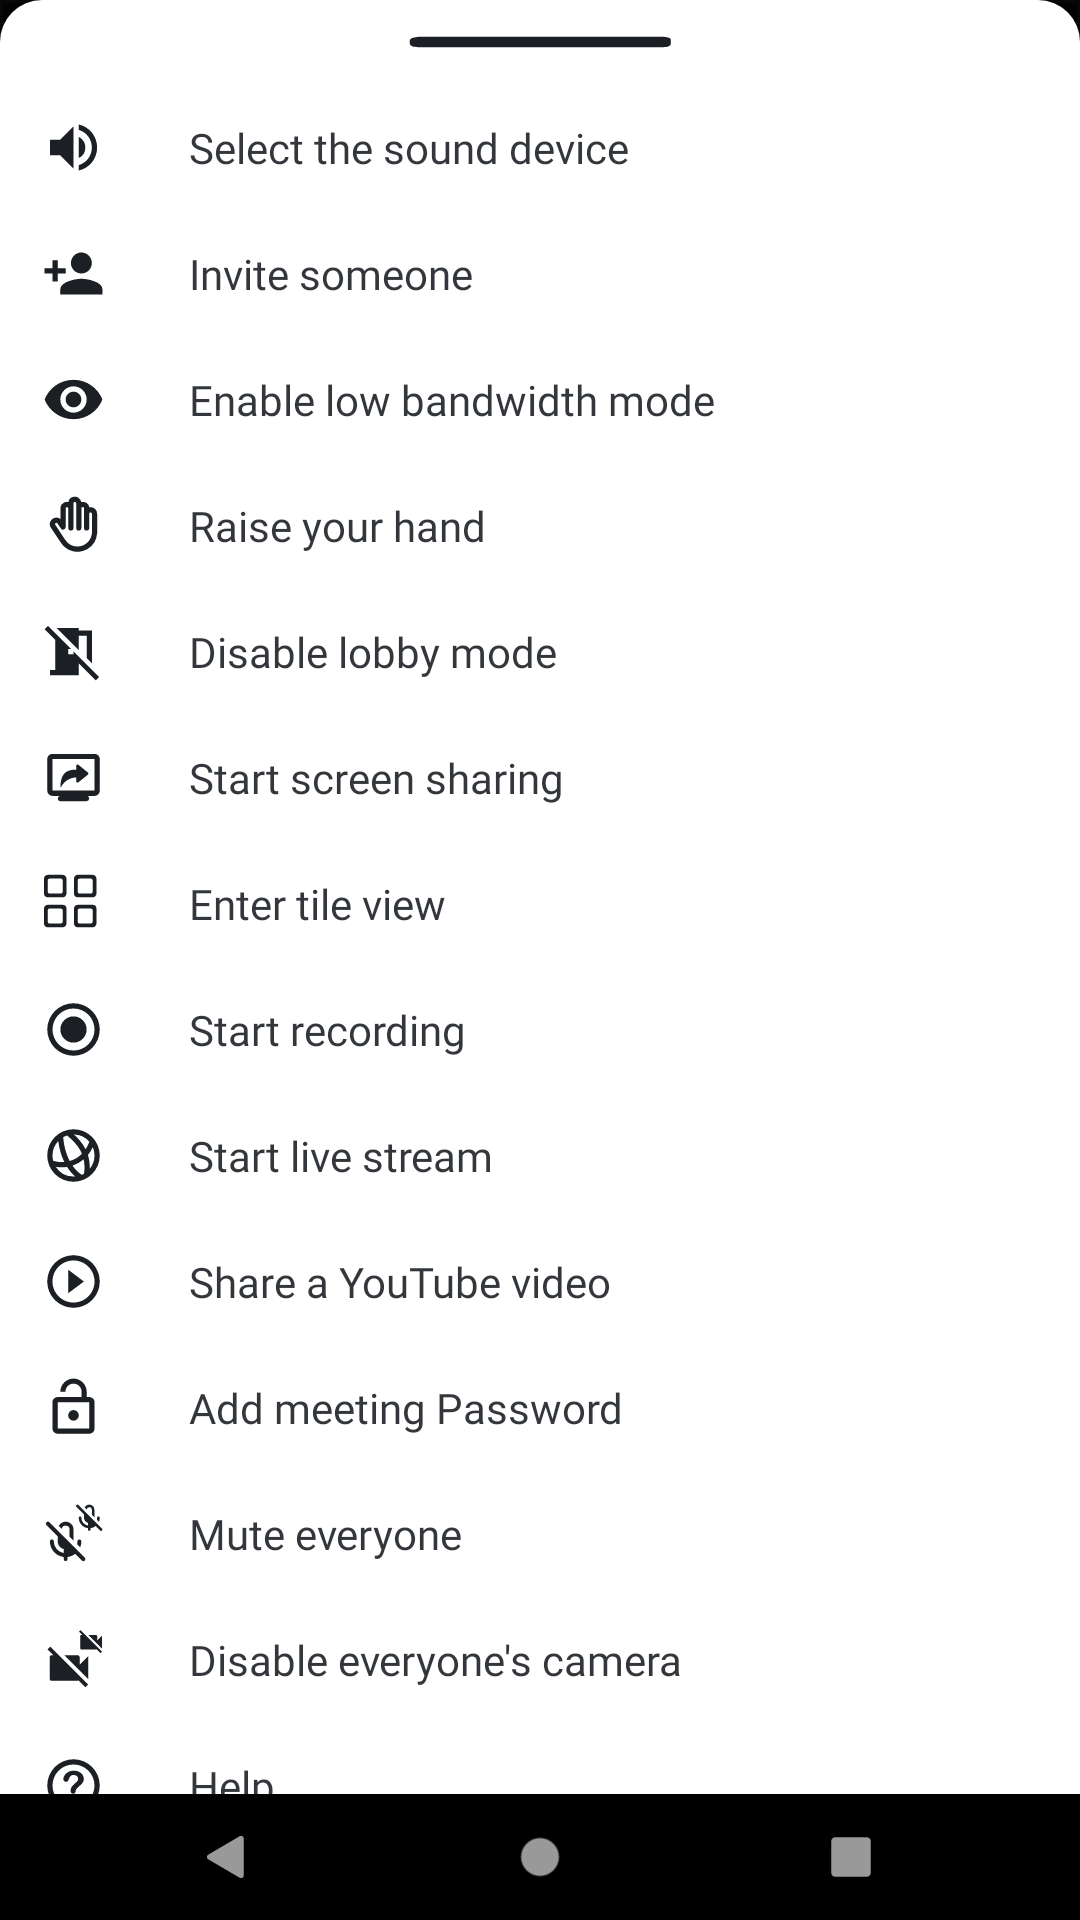 Select the sound device
Invite someone
Enable low bandwidth mode
Raise your hand
Disable lobby mode
Start screen sharing
Enter tile view
Start recording
Start live stream
Share a YouTube video
Add meeting Password
Mute everyone
Disable everyone's camera
Help